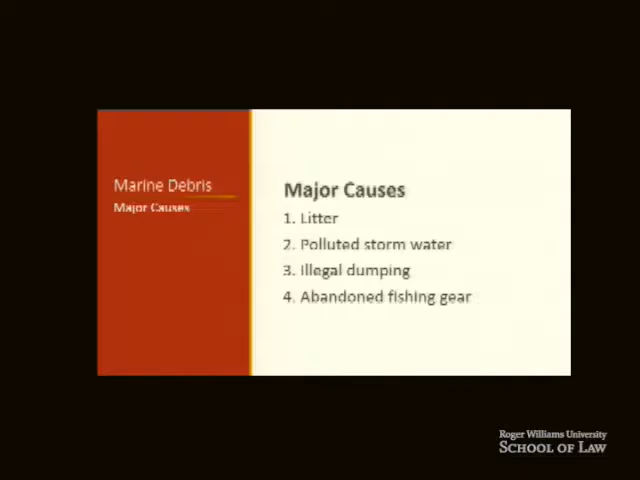 Marine Debris
Major Causes
Major Causes
1. Litter
2. Polluted storm water
3. Illegal dumping
4. Abandoned fishing gear
Roger Williams University
SCHOOL OF LAW